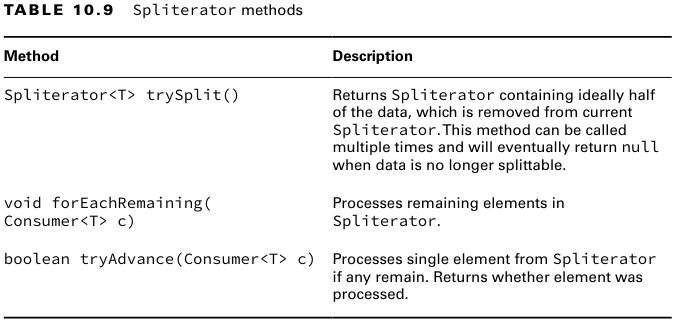 TABLE 10.9 Spliterator methods
Method Description
Spliterator<T> trySplit() Returns Spliterator containing ideally half
of the data, which is removed from current
Spliterator.This method can be called
multiple times and will eventually return null
when data is no longer splittable.
void forEachRemaining( Processes remaining elements in
Consumer<T> c) Spliterator.
boolean tryAdvance(Consumer<T> c) Processes single element from Spliterator
if any remain. Returns whether element was
processed.